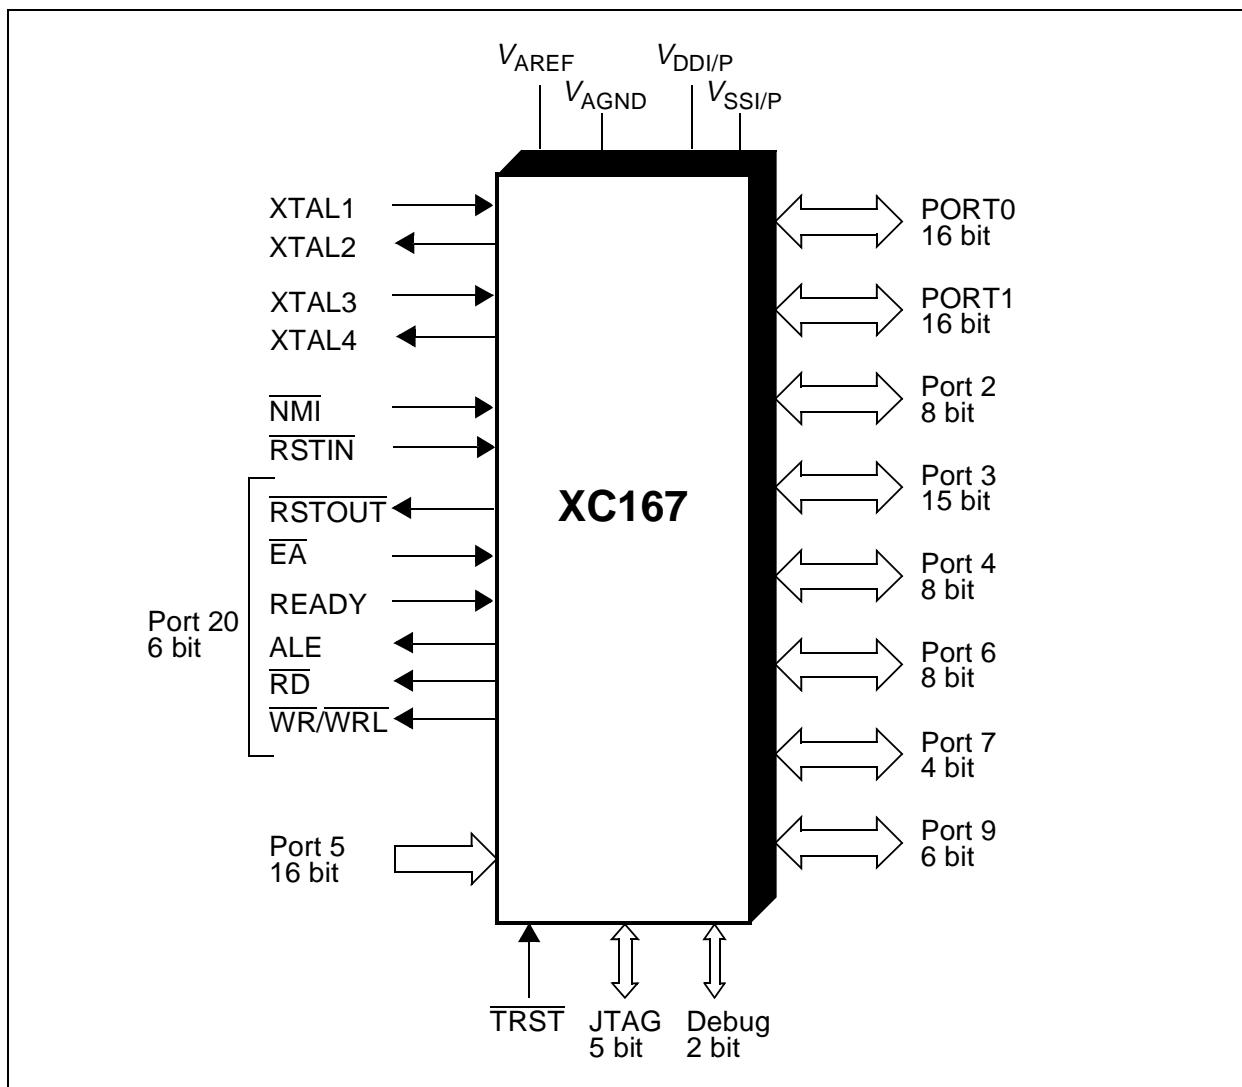 VAREF
VDDI/P
VAGND
VSSI/P
XTAL1
XTAL2
XTAL3
XTAL4
NMI
RSTIN
RSTOUT
EA
READY
ALE
RD
WR/WRL
Port 20
6 bit
Port 5
16 bit
XC167
PORT0
16 bit
PORT1
16 bit
Port 2
8 bit
Port 3
15 bit
Port 4
8 bit
Port 6
8 bit
Port 7
4 bit
Port 9
6 bit
TRST
JTAG
5 bit
Debug
2 bit